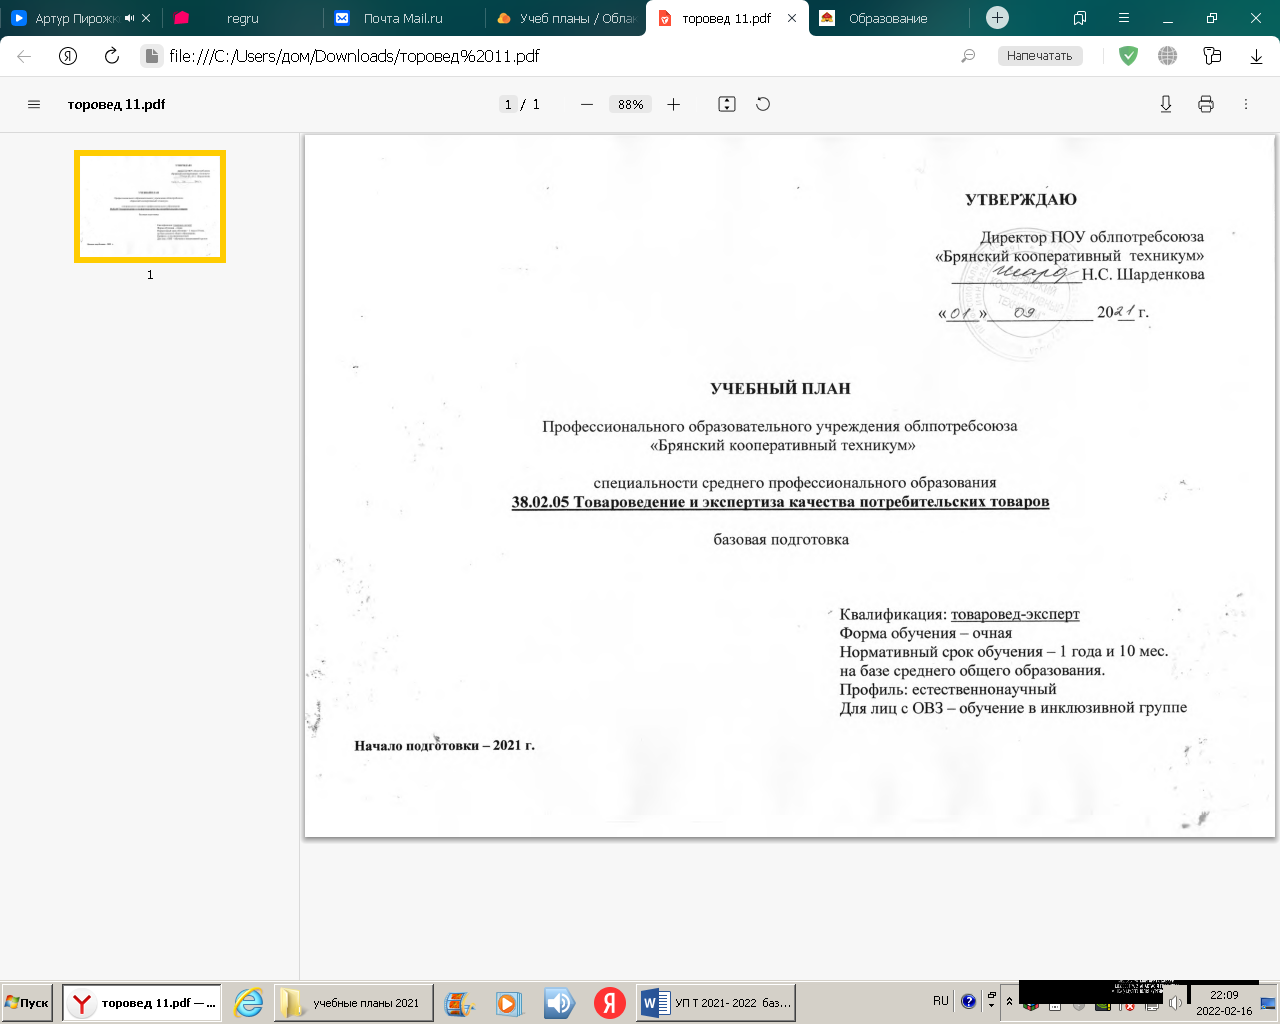 Артур Пирожк
regru
Почта Mail.ru
Учеб планы / Обла
торовед 11.pdf
Образование
file:///C:/Users/дом/Downloads/торовед%2011.pdf
Напечатать
торовед 11.pdf
1 / 1
88%
1
УТВЕРЖДАЮ
Директор ПОУ облпотребсоюза
«Брянский кооперативный техникум»
Н.С. Шарденкова
«01» 09 2021 г.
УЧЕБНЫЙ ПЛАН
Профессионального образовательного учреждения облпотребсоюза
«Брянский кооперативный техникум»
специальности среднего профессионального образования
38.02.05 Товароведение и экспертиза качества потребительских товаров
базовая подготовка
Квалификация: товаровед-эксперт
Форма обучения – очная
Нормативный срок обучения – 1 года и 10 мес.
на базе среднего общего образования.
Профиль: естественнонаучный
Для лиц с ОВЗ – обучение в инклюзивной группе
Начало подготовки – 2021 г.
Пуск
торовед 11.pdf — ...
учебные планы 2021
УП Т 2021- 2022 баз...
RU
22:09
2022-02-16